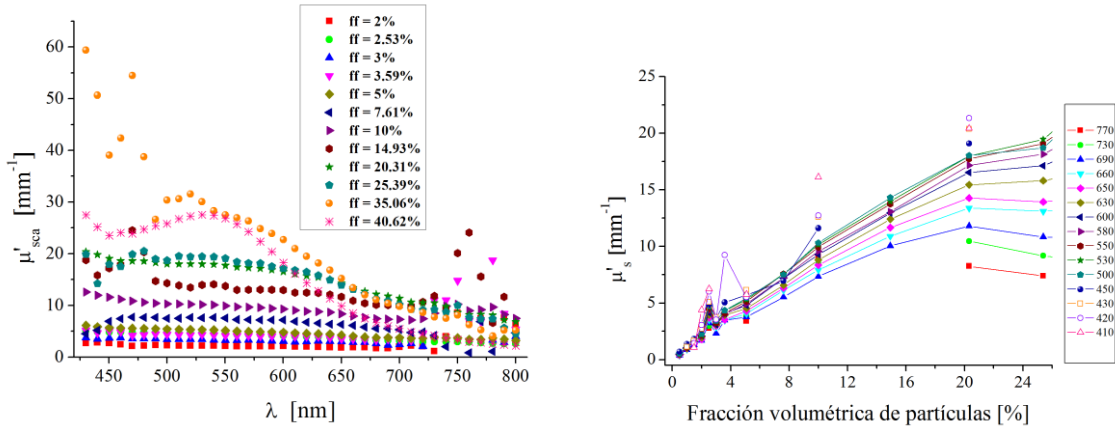 60
50
40
30
20
10
0
μ'sca [mm⁻¹]
450 500 550 600 650 700 750 800
λ [nm]
ff = 2%
ff = 2.53%
ff = 3%
ff = 3.59%
ff = 5%
ff = 7.61%
ff = 10%
ff = 14.93%
ff = 20.31%
ff = 25.39%
ff = 35.06%
ff = 40.62%
25
20
15
10
5
0
μ's [mm⁻¹]
0 4 8 12 16 20 24
Fracción volumétrica de partículas [%]
770
730
690
660
650
630
600
580
550
530
500
450
430
420
410